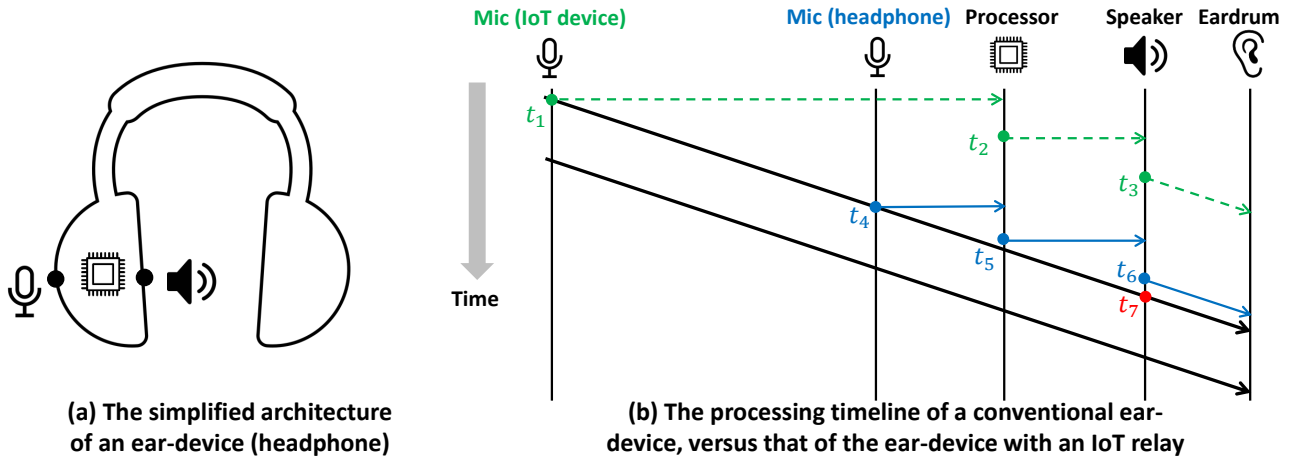 Mic (IoT device)
Mic (headphone)
Processor
Speaker
Eardrum
t1
t2
t3
t4
t5
t6
t7
Time
(a) The simplified architecture
of an ear-device (headphone)
(b) The processing timeline of a conventional ear-
device, versus that of the ear-device with an IoT relay